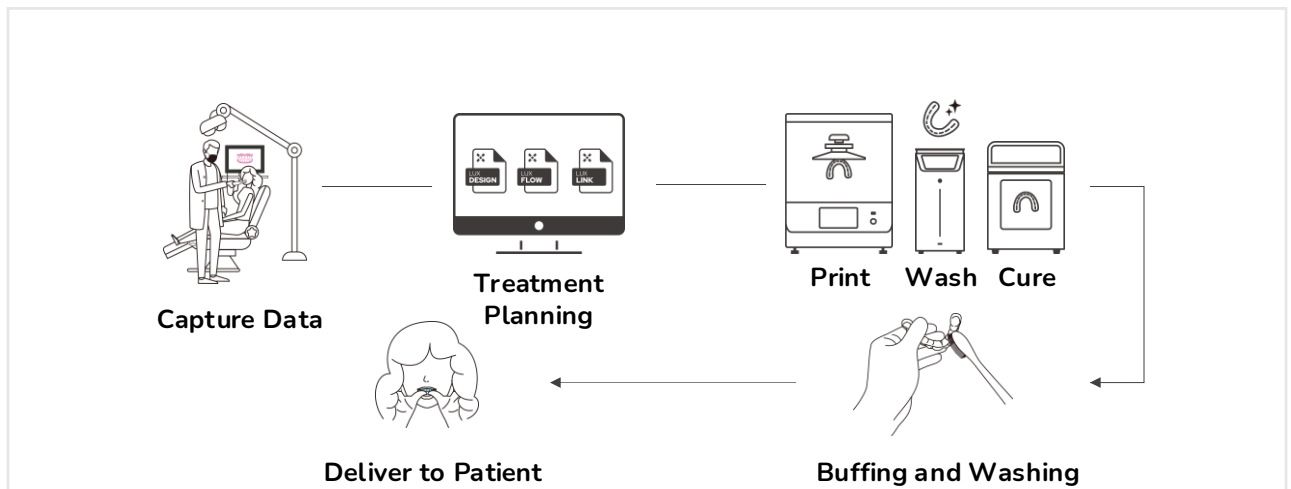 LUX
DESIGN
LUX
FLOW
LUX
LINK
Capture Data
Treatment
Planning
Print
Wash
Cure
Buffing and Washing
Deliver to Patient